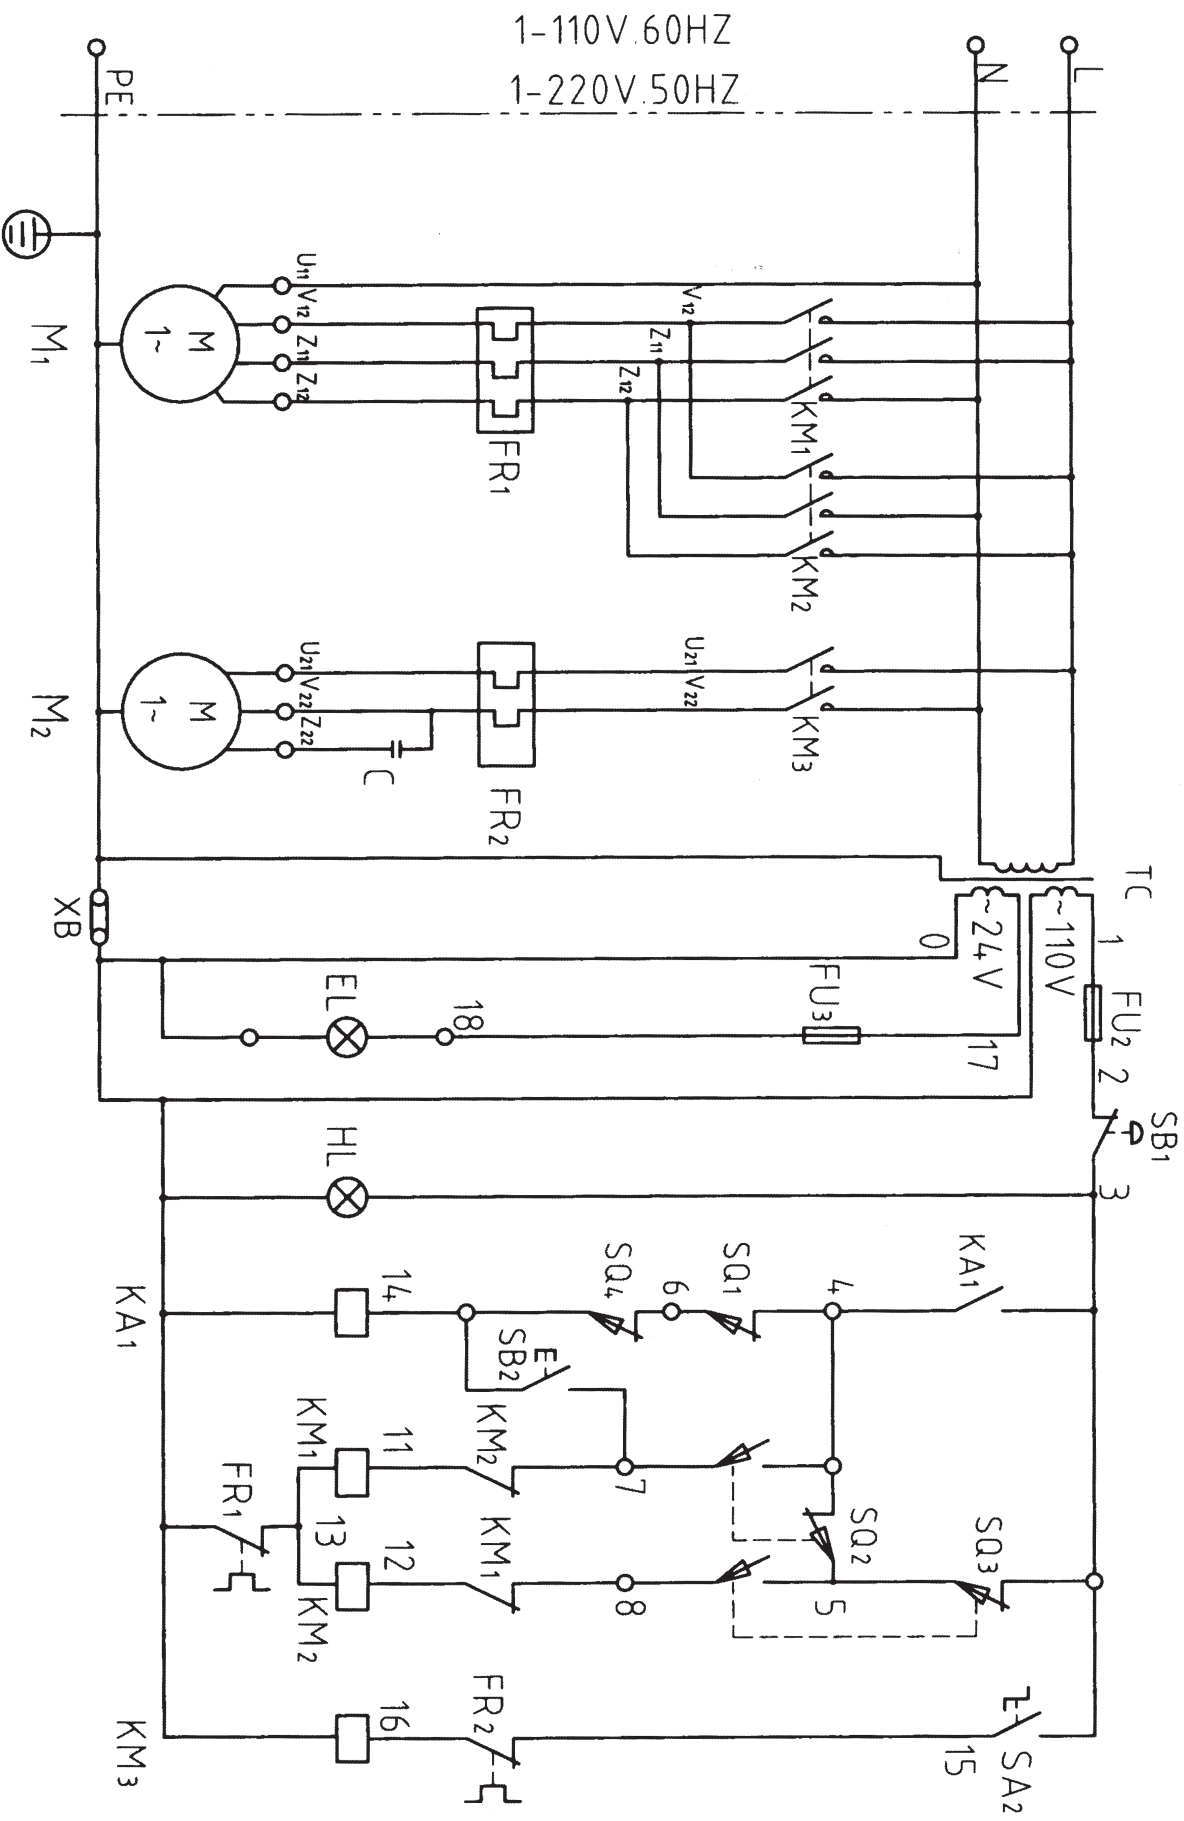 1-110V.60HZ
1-220V.50HZ
PE
N
L
M1
M
1~
U11
V12
Z11
Z12
FR1
V12
Z11
Z12
KM1
KM2
M2
M
1~
U21
V22
Z22
C
FR2
U21
V22
KM3
TC
XB
0
~24V
~110V
1
FU2
2
SB1
3
EL
18
FU3
17
HL
KA1
14
SQ4
6
SQ1
4
KA1
SB2
KM1
11
KM2
7
FR1
13
12
KM1
8
5
SQ2
SQ3
KM2
KM3
16
FR2
15
SA2